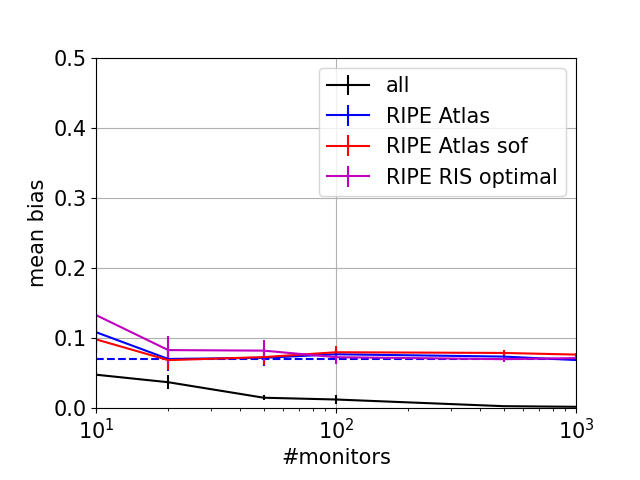 0.5
0.4
0.3
0.2
0.1
0.0
mean bias
all
RIPE Atlas
RIPE Atlas sof
RIPE RIS optimal
10¹
10²
10³
#monitors